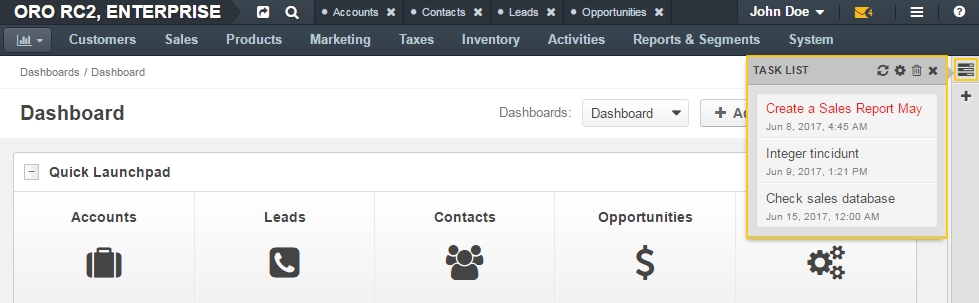 ORO RC2, ENTERPRISE
Accounts
Contacts
Leads
Opportunities
John Doe
4
Customers
Sales
Products
Marketing
Taxes
Inventory
Activities
Reports & Segments
System
Dashboards / Dashboard
Dashboard
Dashboards:
Dashboard
TASK LIST
Create a Sales Report May
Jun 8, 2017, 4:45 AM
Integer tincidunt
Jun 9, 2017, 1:21 PM
Check sales database
Jun 15, 2017, 12:00 AM
Quick Launchpad
Accounts
Leads
Contacts
Opportunities